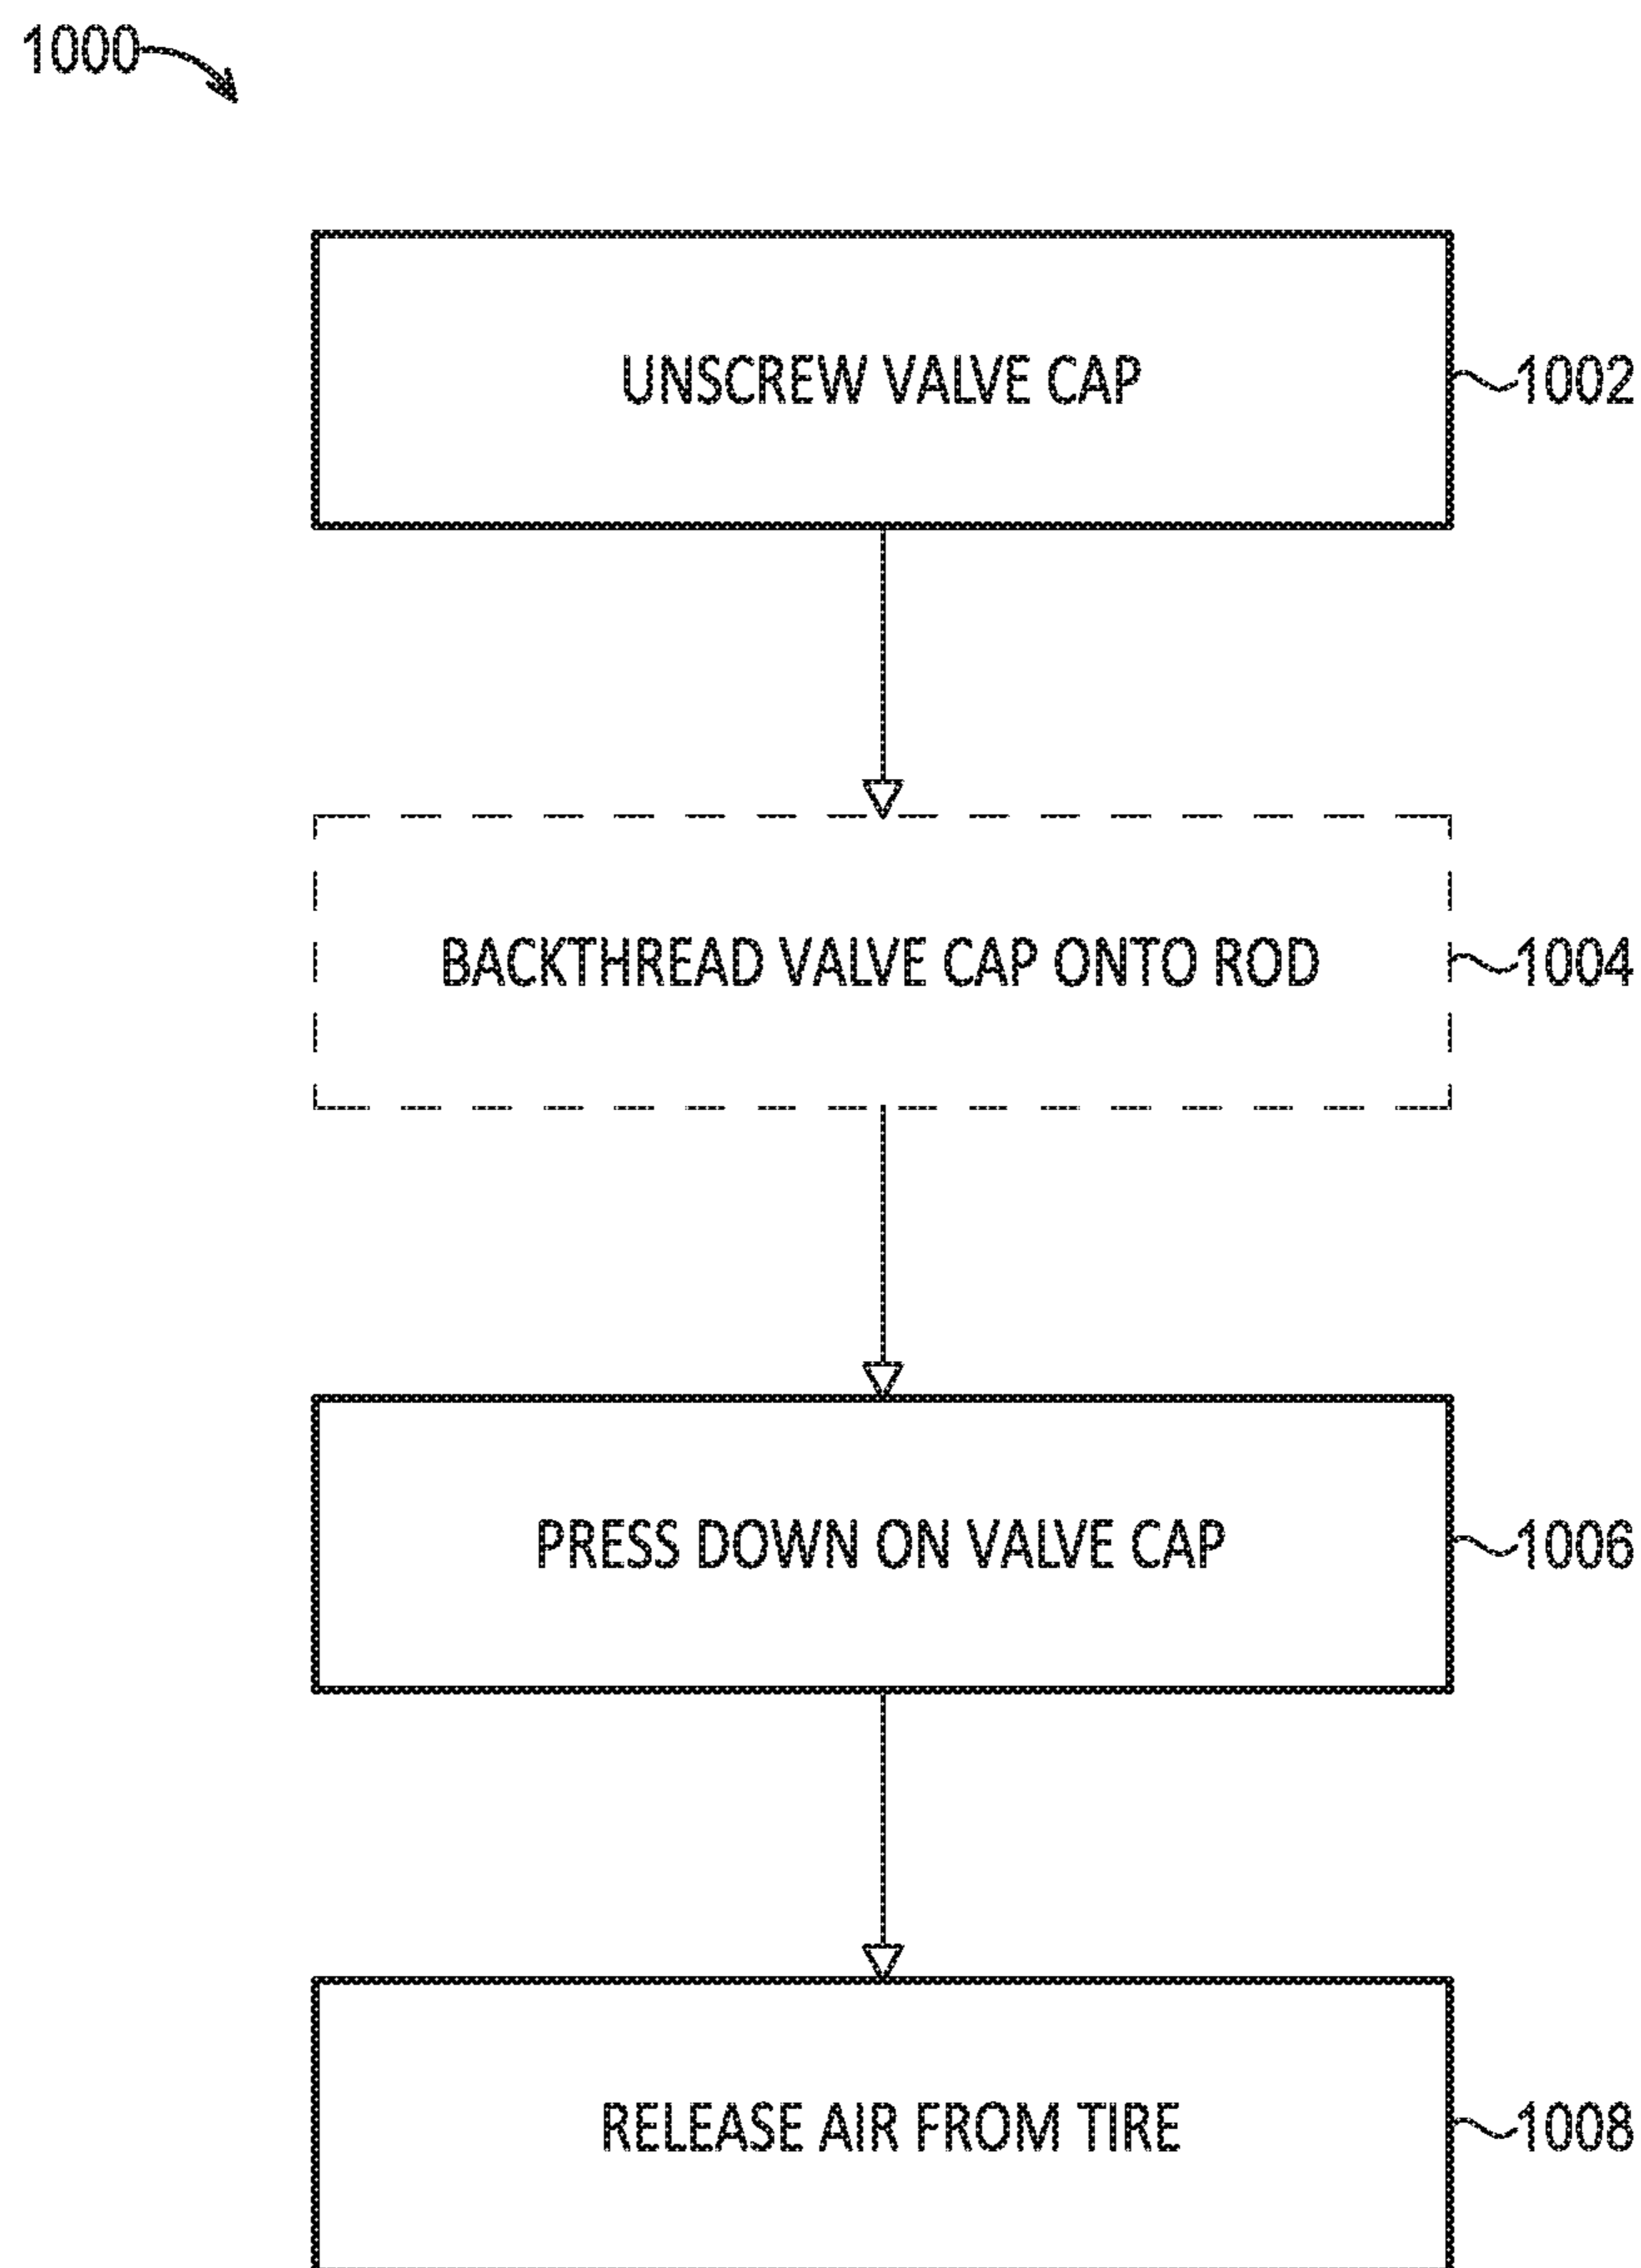 1000
UNSCREW VALVE CAP
1002
BACKTHREAD VALVE CAP ONTO ROD
1004
PRESS DOWN ON VALVE CAP
1006
RELEASE AIR FROM TIRE
1008